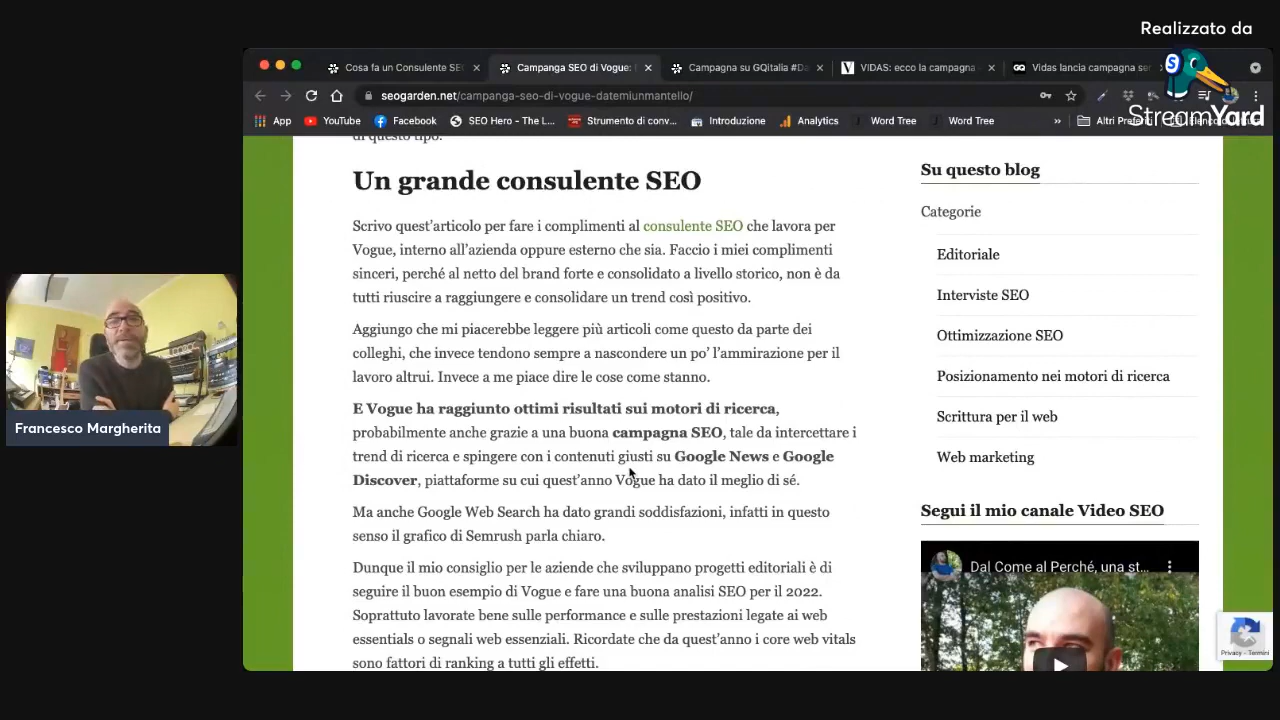 Realizzato da
StreamYard
Cosa fa un Consulente SE
Campanga SEO di Vogue:
Campagna su GQitalia #Da
VIDAS: ecco la campagna
Vidas lancia campagna se
seogarden.net/campanga-seo-di-vogue-datemiunmantello/
App
YouTube
Facebook
SEO Hero - The L...
Strumento di conv...
Introduzione
Analytics
Word Tree
Word Tree
»
Altri Prefe
di questo tipo.
Un grande consulente SEO
Scrivo quest'articolo per fare i complimenti al consulente SEO che lavora per
Vogue, interno all'azienda oppure esterno che sia. Faccio i miei complimenti
sinceri, perché al netto del brand forte e consolidato a livello storico, non è da
tutti riuscire a raggiungere e consolidare un trend così positivo.
Aggiungo che mi piacerebbe leggere più articoli come questo da parte dei
colleghi, che invece tendono sempre a nascondere un po' l'ammirazione per il
lavoro altrui. Invece a me piace dire le cose come stanno.
E Vogue ha raggiunto ottimi risultati sui motori di ricerca,
probabilmente anche grazie a una buona campagna SEO, tale da intercettare i
trend di ricerca e spingere con i contenuti giusti su Google News e Google
Discover, piattaforme su cui quest'anno Vogue ha dato il meglio di sé.
Ma anche Google Web Search ha dato grandi soddisfazioni, infatti in questo
senso il grafico di Semrush parla chiaro.
Dunque il mio consiglio per le aziende che sviluppano progetti editoriali è di
seguire il buon esempio di Vogue e fare una buona analisi SEO per il 2022.
Soprattuto lavorate bene sulle performance e sulle prestazioni legate ai web
essentials o segnali web essenziali. Ricordate che da quest'anno i core web vitals
sono fattori di ranking a tutti gli effetti.
Su questo blog
Categorie
Editoriale
Interviste SEO
Ottimizzazione SEO
Posizionamento nei motori di ricerca
Scrittura per il web
Web marketing
Segui il mio canale Video SEO
Dal Come al Perché, una st...
Privacy - Termini
Francesco Margherita